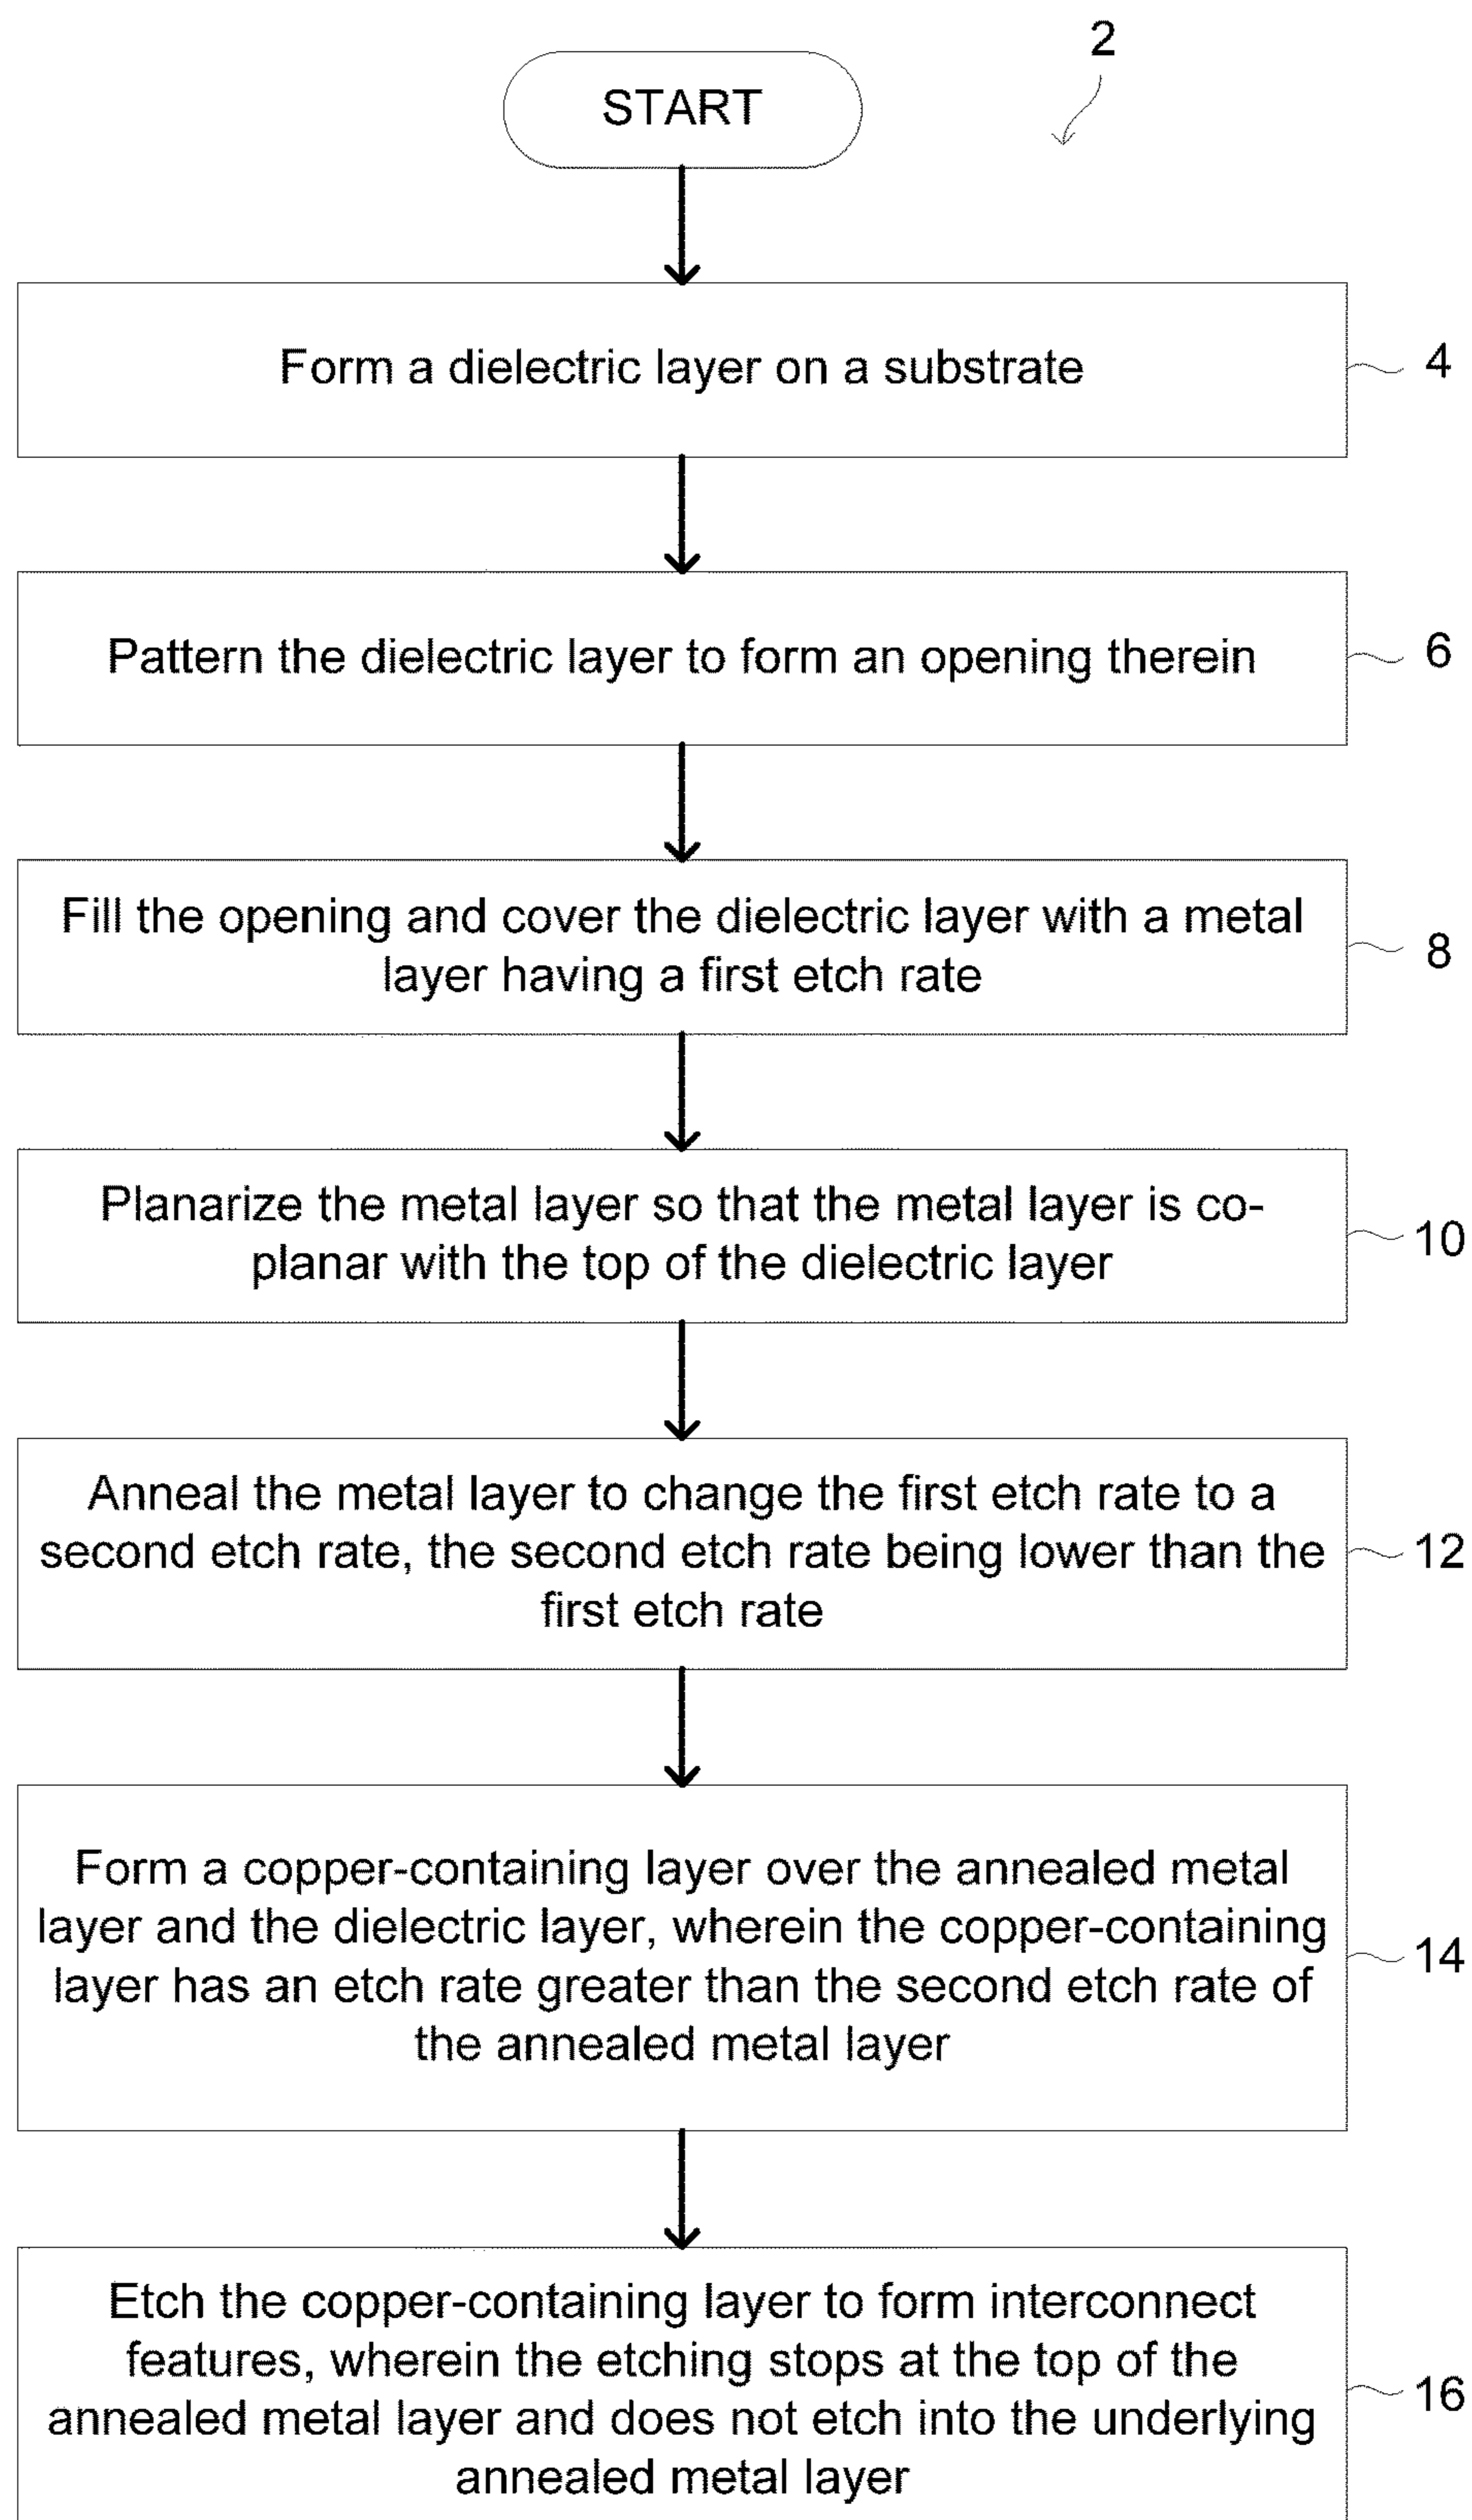 2
START
Form a dielectric layer on a substrate
4
Pattern the dielectric layer to form an opening therein
6
Fill the opening and cover the dielectric layer with a metal
layer having a first etch rate
8
Planarize the metal layer so that the metal layer is co-
planar with the top of the dielectric layer
10
Anneal the metal layer to change the first etch rate to a
second etch rate, the second etch rate being lower than the
first etch rate
12
Form a copper-containing layer over the annealed metal
layer and the dielectric layer, wherein the copper-containing
layer has an etch rate greater than the second etch rate of
the annealed metal layer
14
Etch the copper-containing layer to form interconnect
features, wherein the etching stops at the top of the
annealed metal layer and does not etch into the underlying
annealed metal layer
16